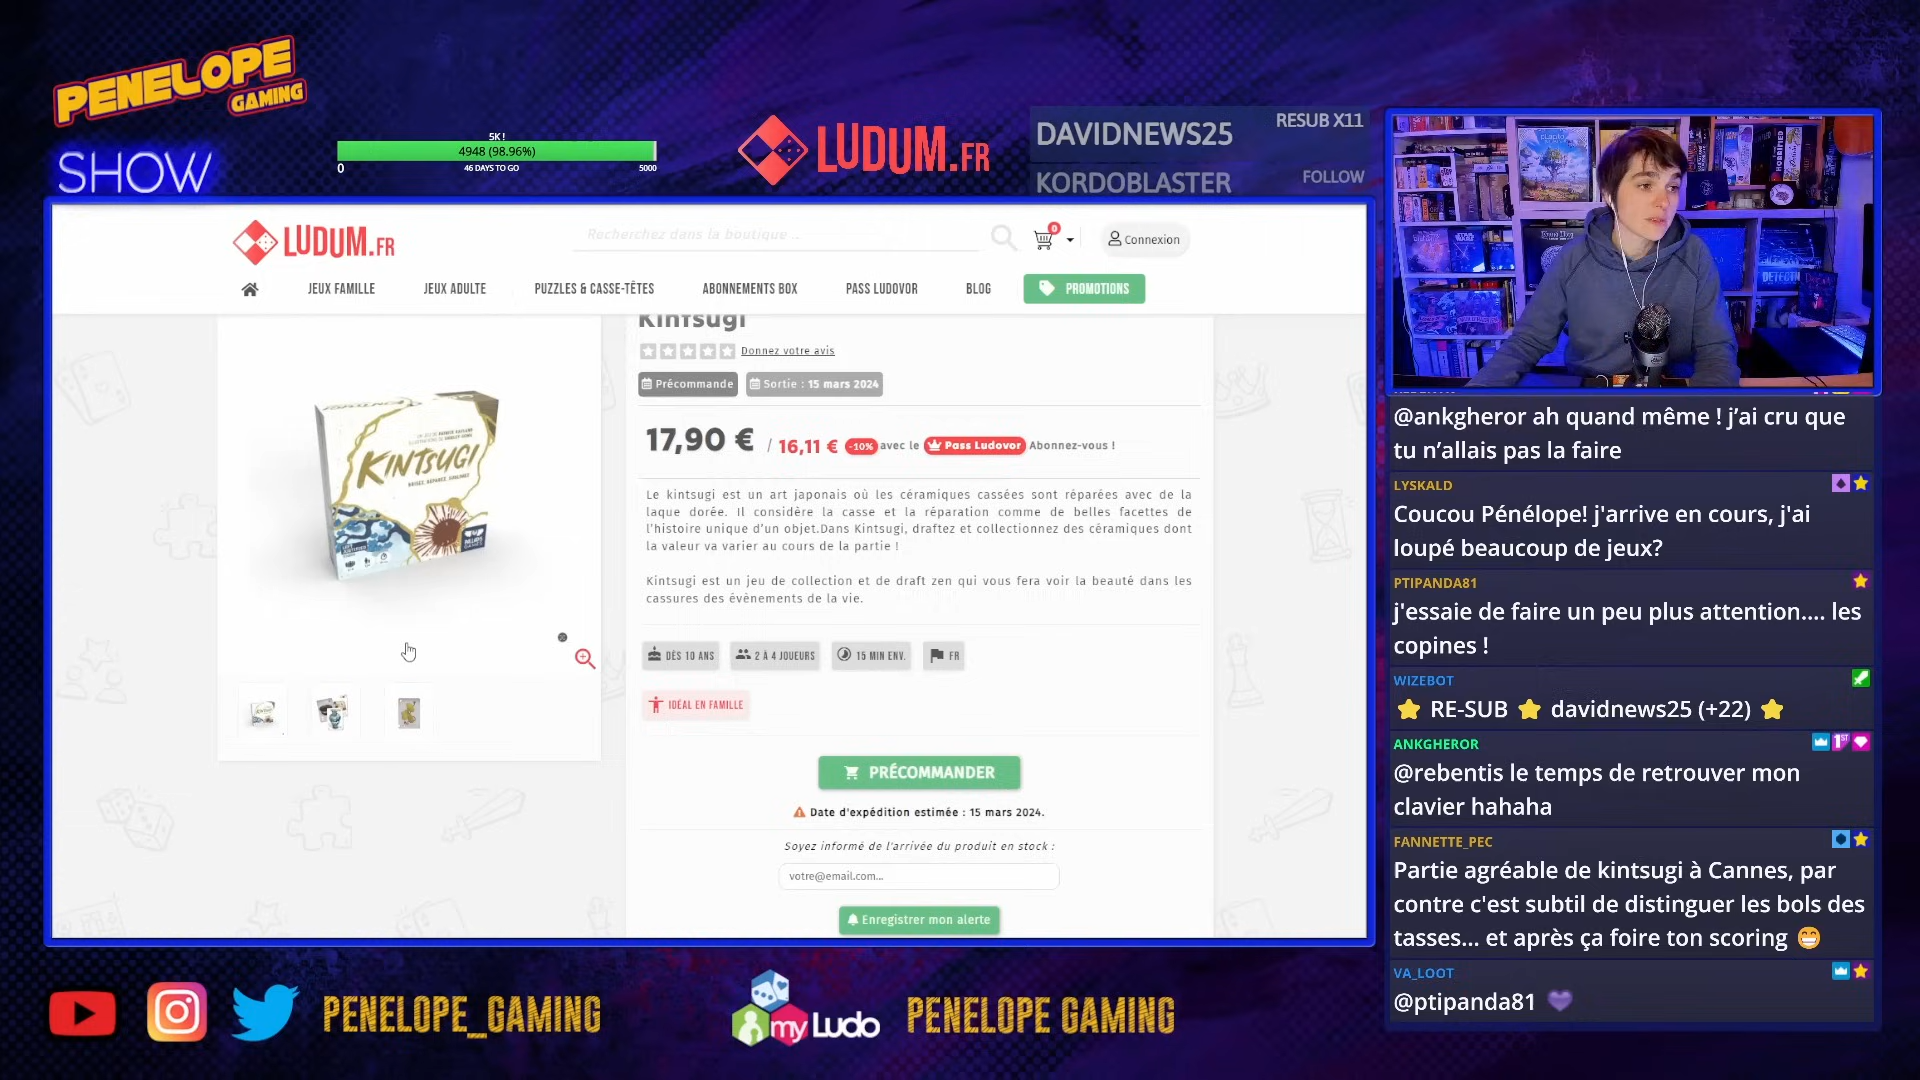 PENELOPE
GAMING
SHOW
5K !
4948 (98.96%)
0
46 DAYS TO GO
5000
LUDUM.FR
DAVIDNEWS25
RESUB X11
KORDOBLASTER
FOLLOW
LUDUM.FR
Recherchez dans la boutique ...
0
Connexion
JEUX FAMILLE
JEUX ADULTE
PUZZLES & CASSE-TÊTES
ABONNEMENTS BOX
PASS LUDOVOR
BLOG
PROMOTIONS
Kintsugi
Donnez votre avis
Précommande
Sortie : 15 mars 2024
17,90 € / 16,11 € -10% avec le Pass Ludovor Abonnez-vous !
KINTSUGI
Le kintsugi est un art japonais où les céramiques cassées sont réparées avec de la
laque dorée. Il considère la casse et la réparation comme de belles facettes de
l'histoire unique d'un objet.Dans Kintsugi, draftez et collectionnez des céramiques dont
la valeur va varier au cours de la partie !
Kintsugi est un jeu de collection et de draft zen qui vous fera voir la beauté dans les
cassures des évènements de la vie.
DÈS 10 ANS
2 À 4 JOUEURS
15 MIN ENV.
FR
IDÉAL EN FAMILLE
PRÉCOMMANDER
Date d'expédition estimée : 15 mars 2024.
Soyez informé de l'arrivée du produit en stock :
votre@email.com...
Enregistrer mon alerte
@ankgheror ah quand même ! j'ai cru que
tu n'allais pas la faire
LYSKALD
Coucou Pénélope! j'arrive en cours, j'ai
loupé beaucoup de jeux?
PTIPANDA81
j'essaie de faire un peu plus attention.... les
copines !
WIZEBOT
RE-SUB davidnews25 (+22)
ANKGHEROR
@rebentis le temps de retrouver mon
clavier hahaha
FANNETTE_PEC
Partie agréable de kintsugi à Cannes, par
contre c'est subtil de distinguer les bols des
tasses... et après ça foire ton scoring
VA_LOOT
@ptipanda81
PENELOPE_GAMING
myLudo
PENELOPE GAMING